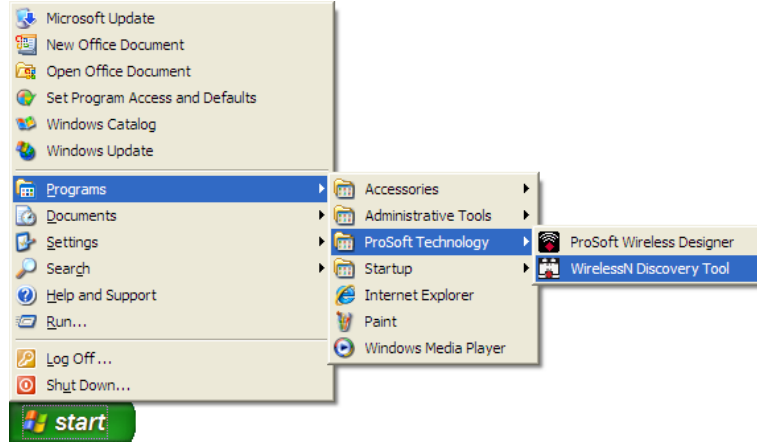 Microsoft Update
New Office Document
Open Office Document
Set Program Access and Defaults
Windows Catalog
Windows Update
Programs
Documents
Settings
Search
Help and Support
Run...
Log Off...
Shut Down...
start
Accessories
Administrative Tools
ProSoft Technology
Startup
Internet Explorer
Paint
Windows Media Player
ProSoft Wireless Designer
WirelessN Discovery Tool